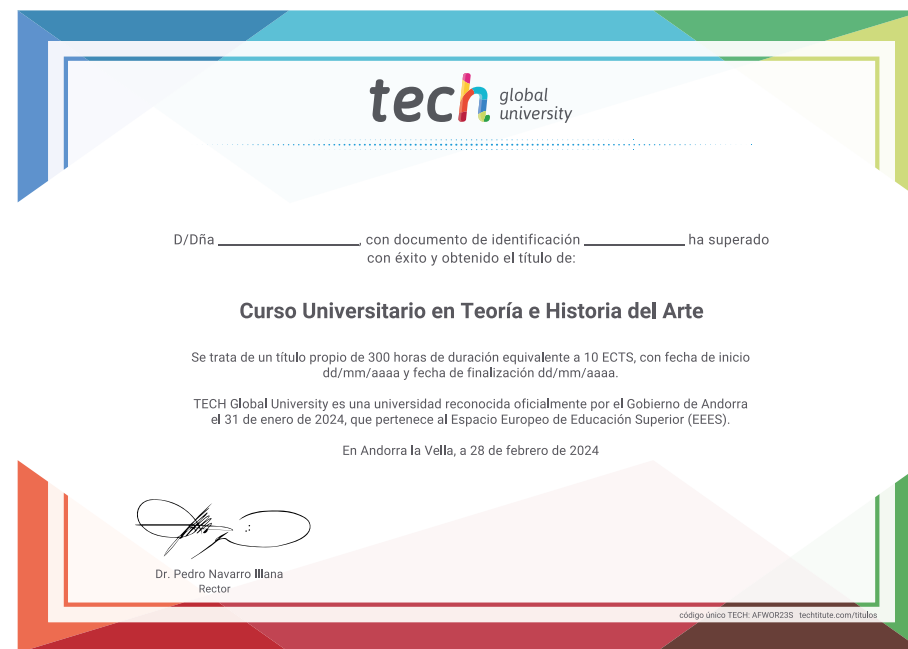 tech global
university
D/Dña ____________________, con documento de identificación ______________ ha superado
con éxito y obtenido el título de:
Curso Universitario en Teoría e Historia del Arte
Se trata de un título propio de 300 horas de duración equivalente a 10 ECTS, con fecha de inicio
dd/mm/aaaa y fecha de finalización dd/mm/aaaa.
TECH Global University es una universidad reconocida oficialmente por el Gobierno de Andorra
el 31 de enero de 2024, que pertenece al Espacio Europeo de Educación Superior (EEES).
En Andorra la Vella, a 28 de febrero de 2024
Dr. Pedro Navarro Illana
Rector
código único TECH: AFWOR23S techtitute.com/titulos